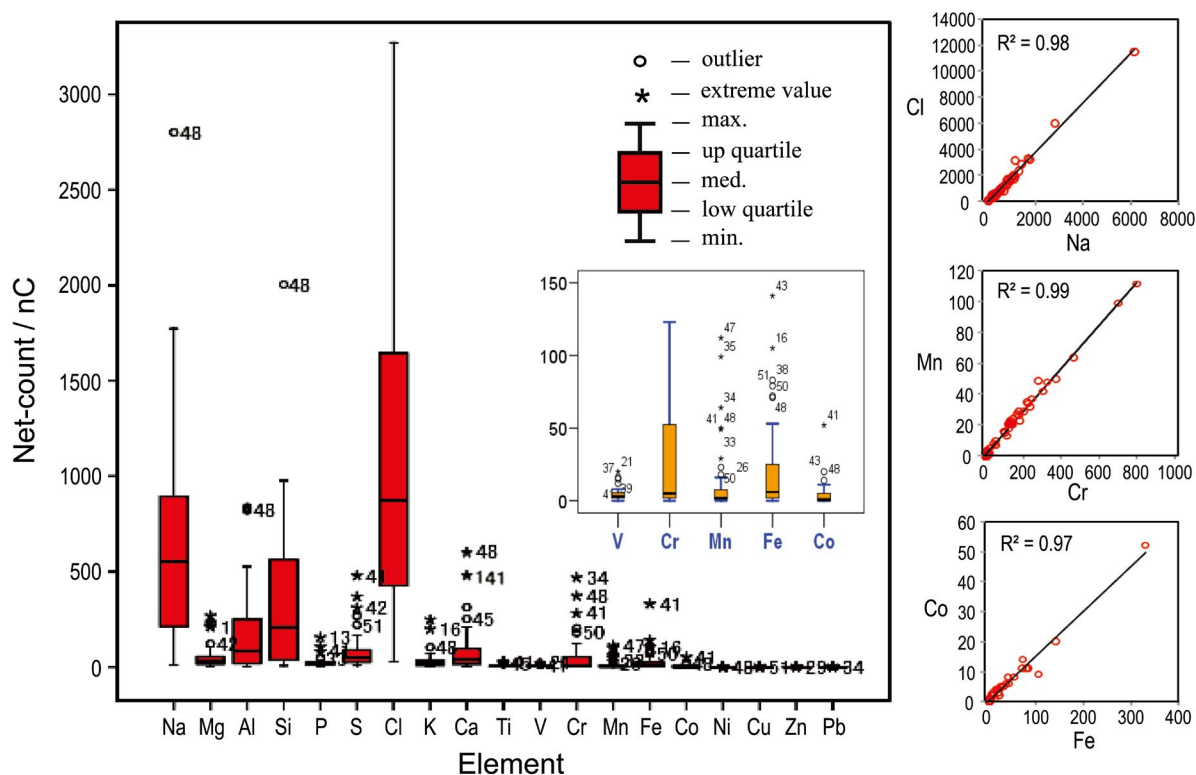 — outlier
— extreme value
— max.
— up quartile
— med.
— low quartile
— min.
Net-count / nC
3000
2500
2000
1500
1000
500
0
48
48
48
42
51
48
141
45
16
48
34
48
41
50
41
Na Mg Al Si P S Cl K Ca Ti V Cr Mn Fe Co Ni Cu Zn Pb
Element
150
100
50
0
37 21
39
47
35
34
41 48
33
50 26
43
16
38
51 50
48
41
43 48
V Cr Mn Fe Co
R² = 0.98
Cl
14000
12000
10000
8000
6000
4000
2000
0
0 2000 4000 6000 8000
Na
R² = 0.99
Mn
120
100
80
60
40
20
0
0 200 400 600 800 1000
Cr
R² = 0.97
Co
60
50
40
30
20
10
0
0 100 200 300 400
Fe